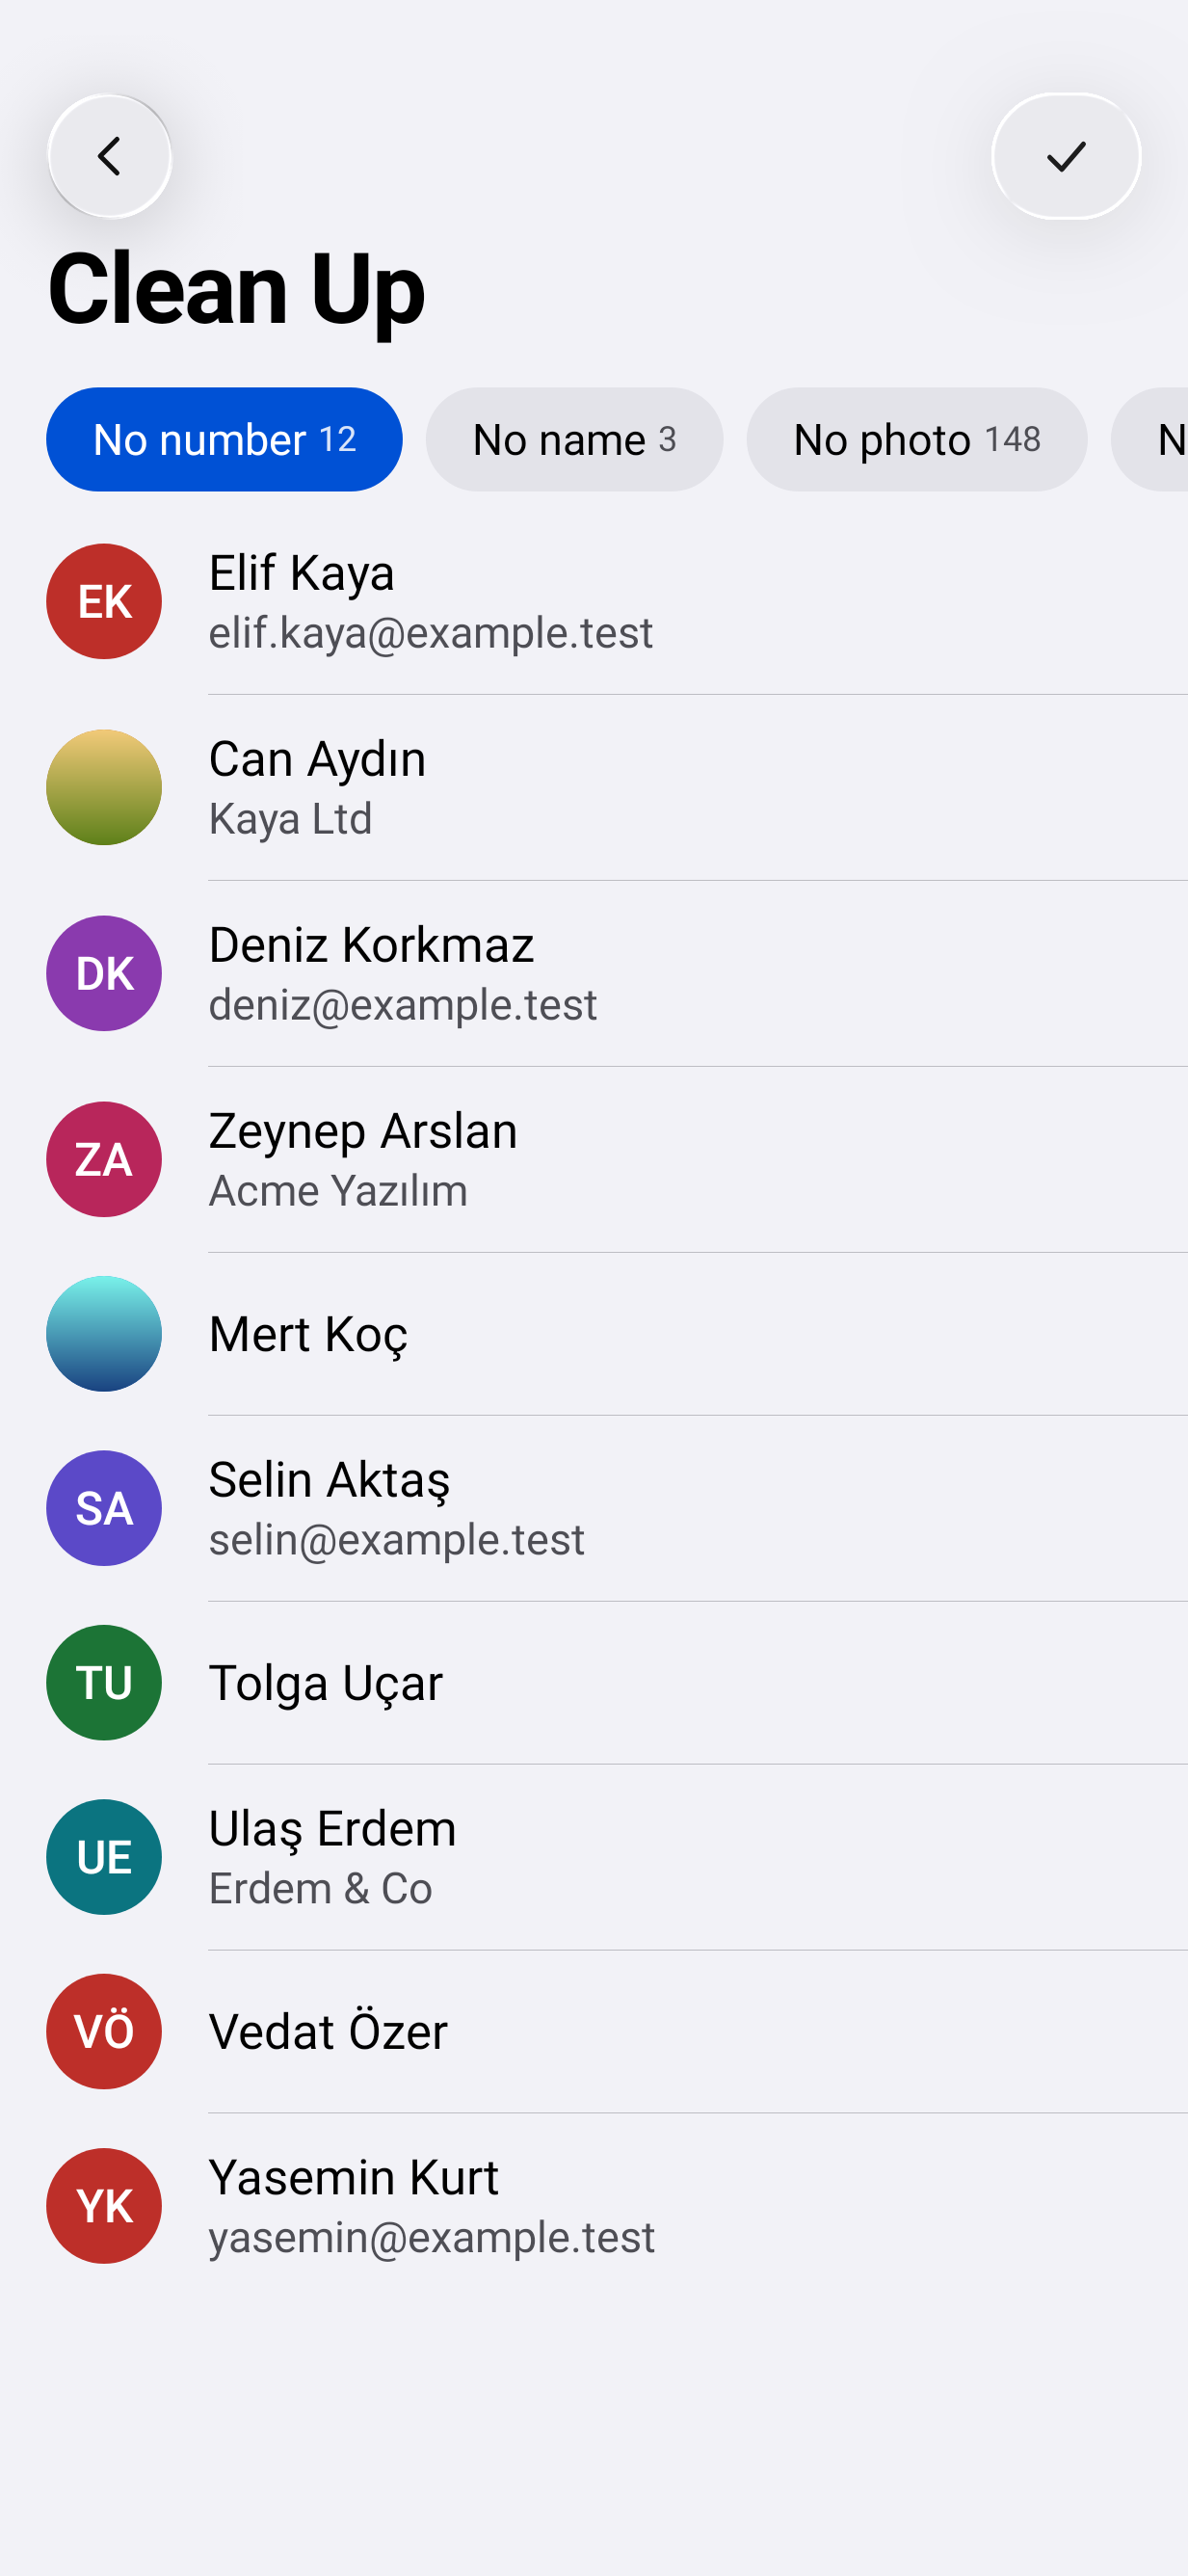 Clean Up
No number 12 No name 3 No photo 148 N
EK
Elif Kaya
elif.kaya@example.test
Can Aydın
Kaya Ltd
DK
Deniz Korkmaz
deniz@example.test
ZA
Zeynep Arslan
Acme Yazılım
Mert Koç
SA
Selin Aktaş
selin@example.test
TU
Tolga Uçar
UE
Ulaş Erdem
Erdem & Co
VÖ
Vedat Özer
YK
Yasemin Kurt
yasemin@example.test